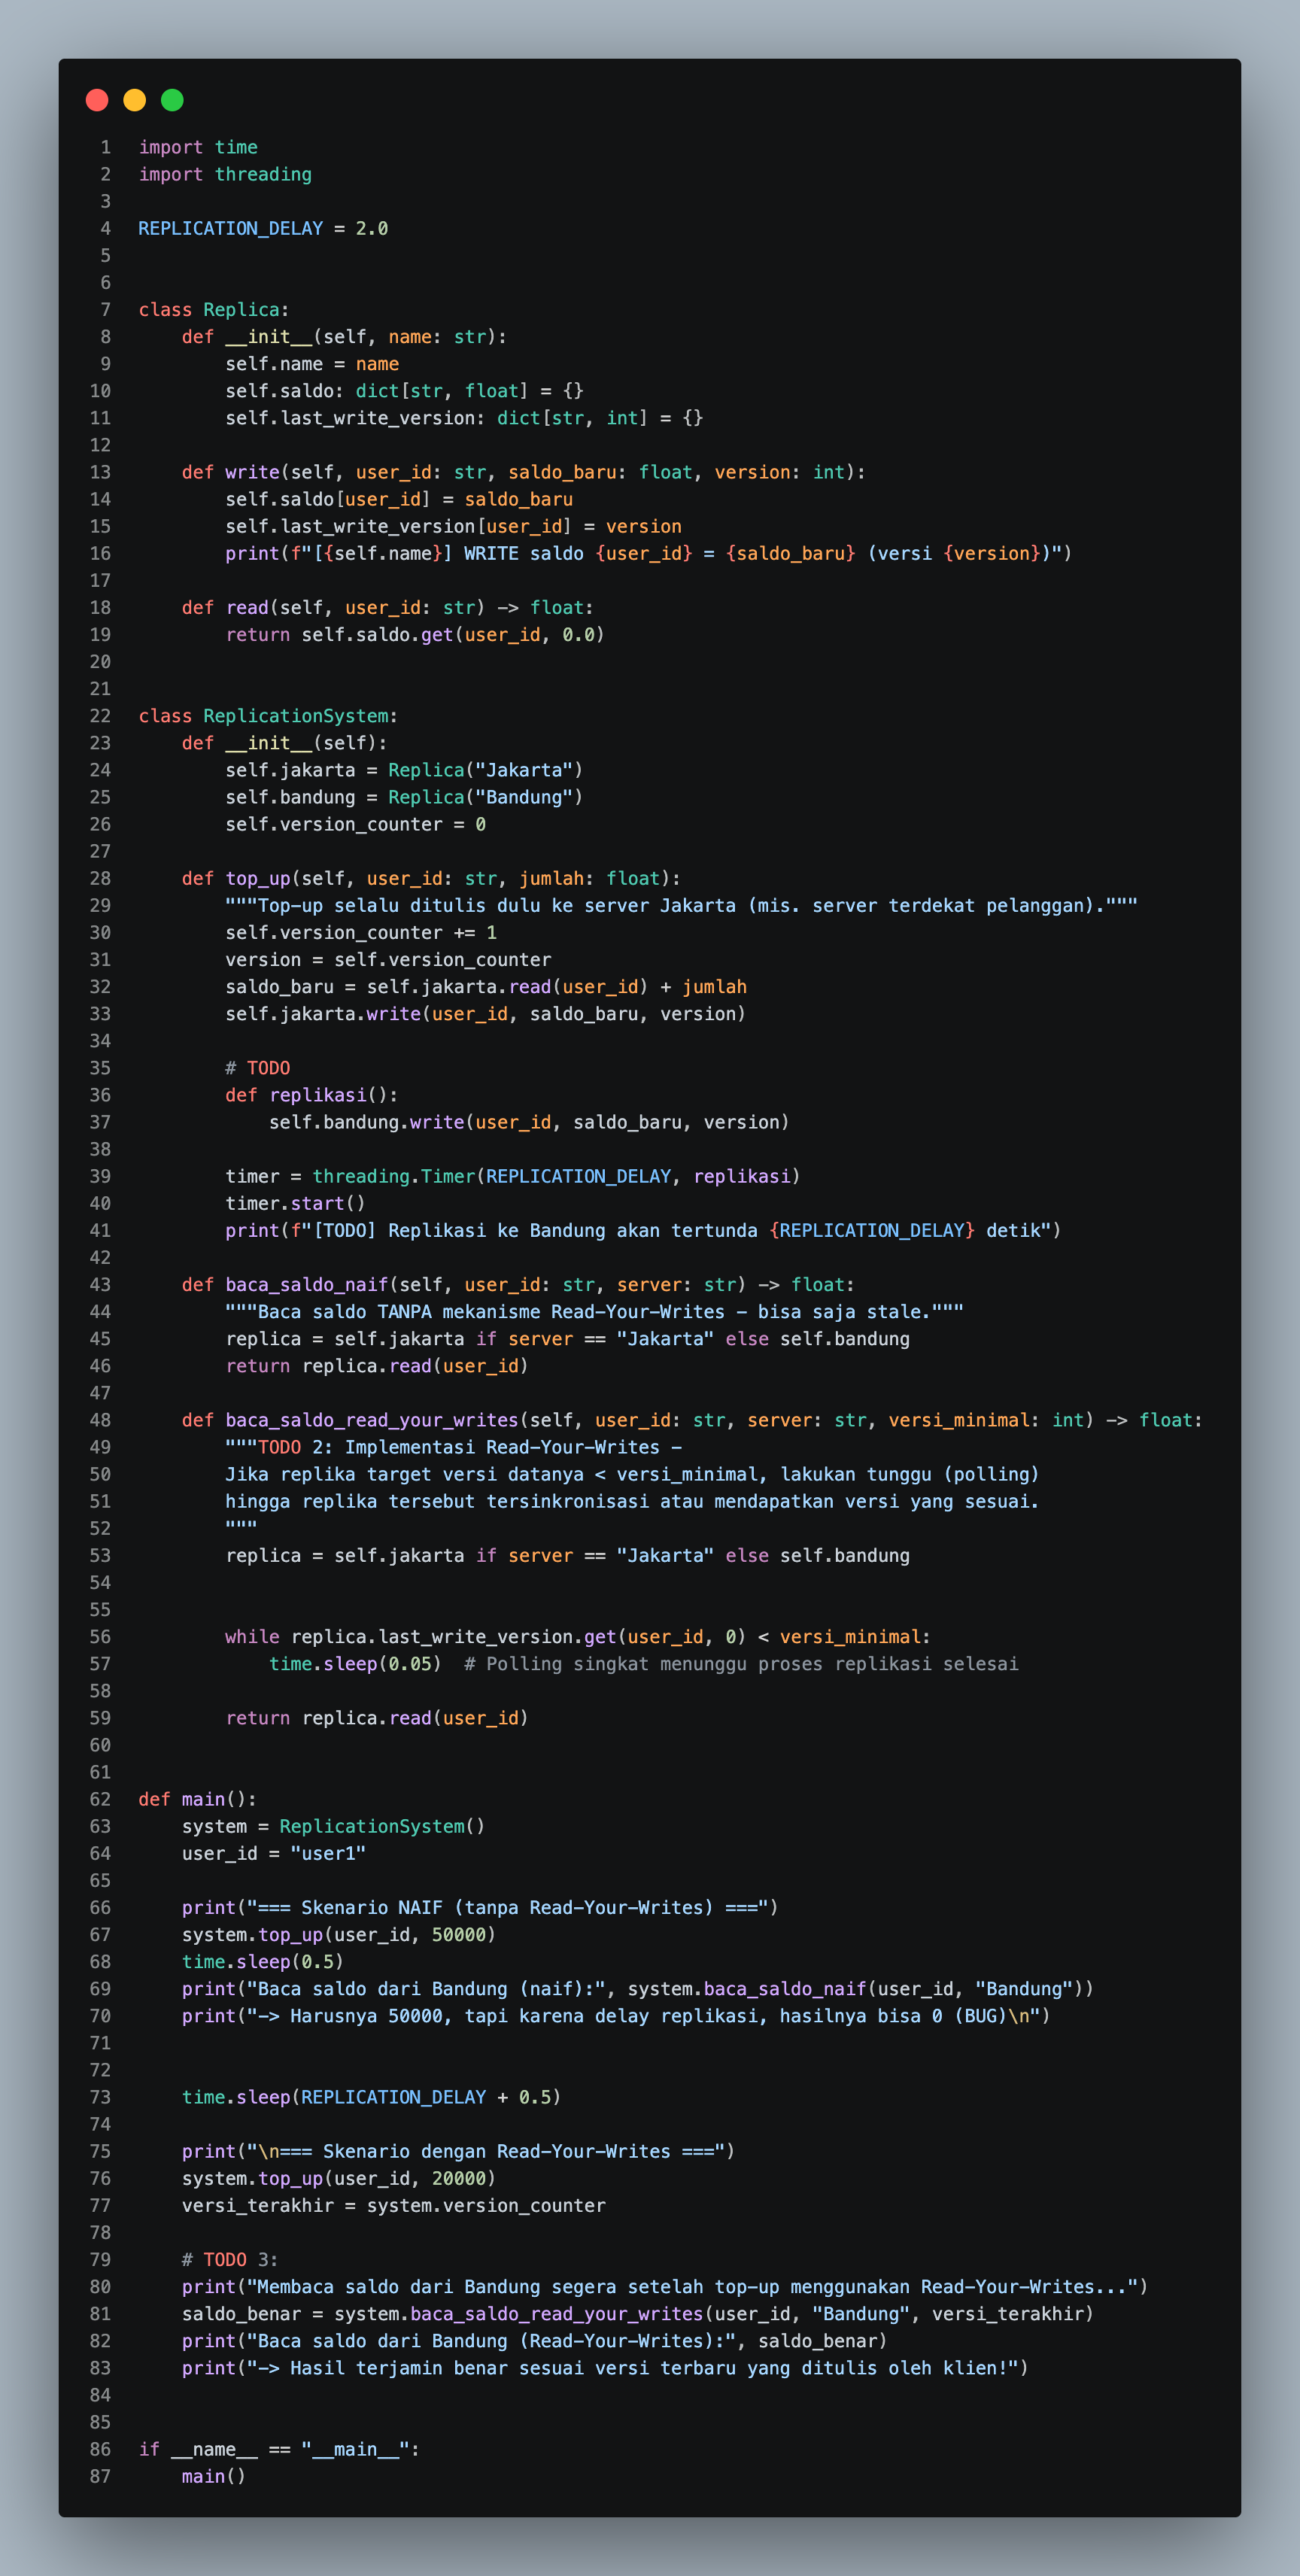 1 import time
2 import threading
3
4 REPLICATION_DELAY = 2.0
5
6
7 class Replica:
8     def __init__(self, name: str):
9         self.name = name
10         self.saldo: dict[str, float] = {}
11         self.last_write_version: dict[str, int] = {}
12
13     def write(self, user_id: str, saldo_baru: float, version: int):
14         self.saldo[user_id] = saldo_baru
15         self.last_write_version[user_id] = version
16         print(f"[{self.name}] WRITE saldo {user_id} = {saldo_baru} (versi {version})")
17
18     def read(self, user_id: str) -> float:
19         return self.saldo.get(user_id, 0.0)
20
21
22 class ReplicationSystem:
23     def __init__(self):
24         self.jakarta = Replica("Jakarta")
25         self.bandung = Replica("Bandung")
26         self.version_counter = 0
27
28     def top_up(self, user_id: str, jumlah: float):
29         """Top-up selalu ditulis dulu ke server Jakarta (mis. server terdekat pelanggan)."""
30         self.version_counter += 1
31         version = self.version_counter
32         saldo_baru = self.jakarta.read(user_id) + jumlah
33         self.jakarta.write(user_id, saldo_baru, version)
34
35         # TODO
36         def replikasi():
37             self.bandung.write(user_id, saldo_baru, version)
38
39         timer = threading.Timer(REPLICATION_DELAY, replikasi)
40         timer.start()
41         print(f"[TODO] Replikasi ke Bandung akan tertunda {REPLICATION_DELAY} detik")
42
43     def baca_saldo_naif(self, user_id: str, server: str) -> float:
44         """Baca saldo TANPA mekanisme Read-Your-Writes - bisa saja stale."""
45         replica = self.jakarta if server == "Jakarta" else self.bandung
46         return replica.read(user_id)
47
48     def baca_saldo_read_your_writes(self, user_id: str, server: str, versi_minimal: int) -> float:
49         """TODO 2: Implementasi Read-Your-Writes -
50         Jika replika target versi datanya < versi_minimal, lakukan tunggu (polling)
51         hingga replika tersebut tersinkronisasi atau mendapatkan versi yang sesuai.
52         """
53         replica = self.jakarta if server == "Jakarta" else self.bandung
54
55
56         while replica.last_write_version.get(user_id, 0) < versi_minimal:
57             time.sleep(0.05)  # Polling singkat menunggu proses replikasi selesai
58
59         return replica.read(user_id)
60
61
62 def main():
63     system = ReplicationSystem()
64     user_id = "user1"
65
66     print("=== Skenario NAIF (tanpa Read-Your-Writes) ===")
67     system.top_up(user_id, 50000)
68     time.sleep(0.5)
69     print("Baca saldo dari Bandung (naif):", system.baca_saldo_naif(user_id, "Bandung"))
70     print("-> Harusnya 50000, tapi karena delay replikasi, hasilnya bisa 0 (BUG)\n")
71
72
73     time.sleep(REPLICATION_DELAY + 0.5)
74
75     print("\n=== Skenario dengan Read-Your-Writes ===")
76     system.top_up(user_id, 20000)
77     versi_terakhir = system.version_counter
78
79     # TODO 3:
80     print("Membaca saldo dari Bandung segera setelah top-up menggunakan Read-Your-Writes...")
81     saldo_benar = system.baca_saldo_read_your_writes(user_id, "Bandung", versi_terakhir)
82     print("Baca saldo dari Bandung (Read-Your-Writes):", saldo_benar)
83     print("-> Hasil terjamin benar sesuai versi terbaru yang ditulis oleh klien!")
84
85
86 if __name__ == "__main__":
87     main()